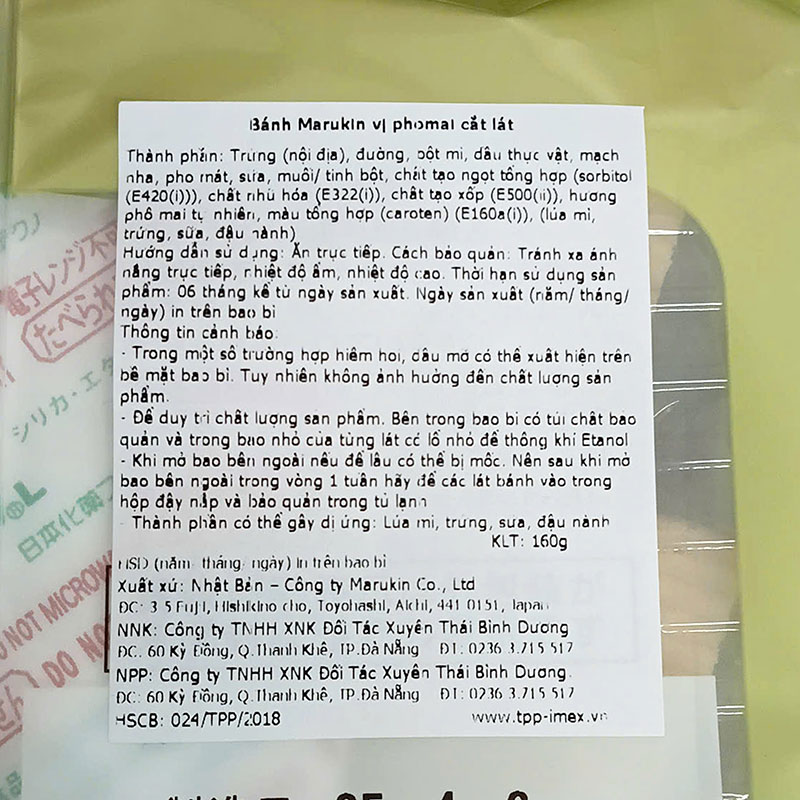 Bánh Marukin vị phomai cắt lát
Thành phần: Trứng (nội địa), đường, bột mì, dầu thực vật, mạch
nha, pho mát, sữa, muối/ tinh bột, chất tạo ngọt tổng hợp (sorbitol
(E420(i))), chất nhũ hóa (E322(i)), chất tạo xốp (E500(ii)), hương
phô mai tự nhiên, màu tổng hợp (caroten) (E160a(i)), (lúa mì,
trứng, sữa, đậu nành)
Hướng dẫn sử dụng: Ăn trực tiếp. Cách bảo quản: Tránh xa ánh
nắng trực tiếp, nhiệt độ ẩm, nhiệt độ cao. Thời hạn sử dụng sản
phẩm: 06 tháng kể từ ngày sản xuất. Ngày sản xuất (năm/ tháng/
ngày) in trên bao bì
Thông tin cảnh báo:
- Trong một số trường hợp hiếm hoi, dầu mỡ có thể xuất hiện trên
bề mặt bao bì. Tuy nhiên không ảnh hưởng đến chất lượng sản
phẩm.
- Để duy trì chất lượng sản phẩm. Bên trong bao bì có túi chất bảo
quản và trong bao nhỏ của từng lát có lỗ nhỏ để thông khí Etanol
- Khi mở bao bên ngoài nếu để lâu có thể bị mốc. Nên sau khi mở
bao bên ngoài trong vòng 1 tuần hãy để các lát bánh vào trong
hộp đậy nắp và bảo quản trong tủ lạnh
- Thành phần có thể gây dị ứng: Lúa mì, trứng, sữa, đậu nành
KLT: 160g
HSD (năm, tháng, ngày) in trên bao bì
Xuất xứ: Nhật Bản – Công ty Marukin Co., Ltd
ĐC: 3-5 Fuji, Hishikino cho, Toyohashi, Aichi, 441 0151, Japan
NNK: Công ty TNHH XNK Đối Tác Xuyên Thái Bình Dương
ĐC: 60 Kỳ Đồng, Q.Thanh Khê, TP.Đà Nẵng ĐT: 0236 3.715 517
NPP: Công ty TNHH XNK Đối Tác Xuyên Thái Bình Dương.
ĐC: 60 Kỳ Đồng, Q.Thanh Khê, TP.Đà Nẵng ĐT: 0236 3.715 517
HSCB: 024/TPP/2018 www.tpp-imex.vn
電子レンジ不可
たべられ
シリカ・エタ
日本化薬フ
DO NOT MICROW
DO NO